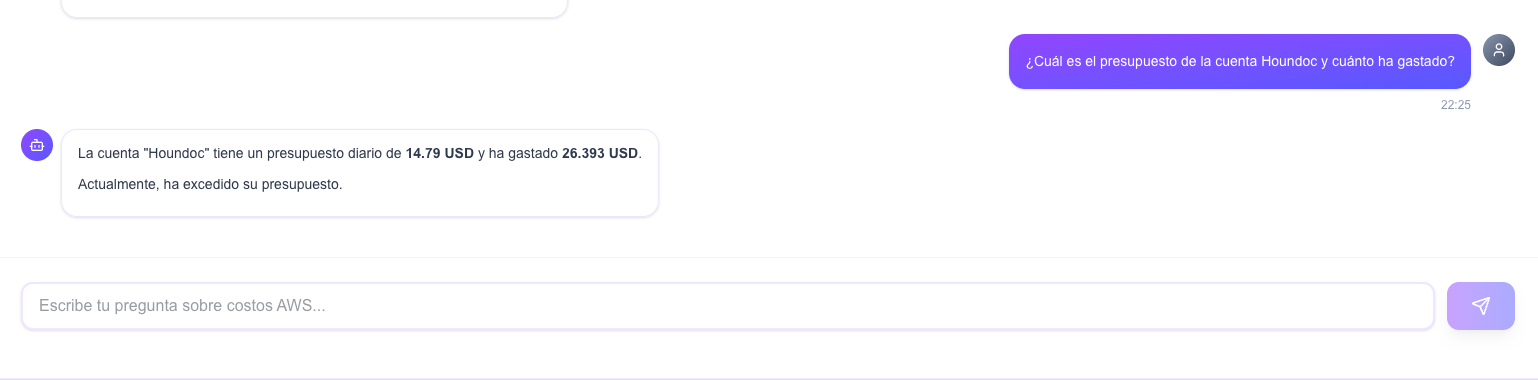 ¿Cuál es el presupuesto de la cuenta Houndoc y cuánto ha gastado?
22:25
La cuenta "Houndoc" tiene un presupuesto diario de 14.79 USD y ha gastado 26.393 USD.
Actualmente, ha excedido su presupuesto.
Escribe tu pregunta sobre costos AWS...